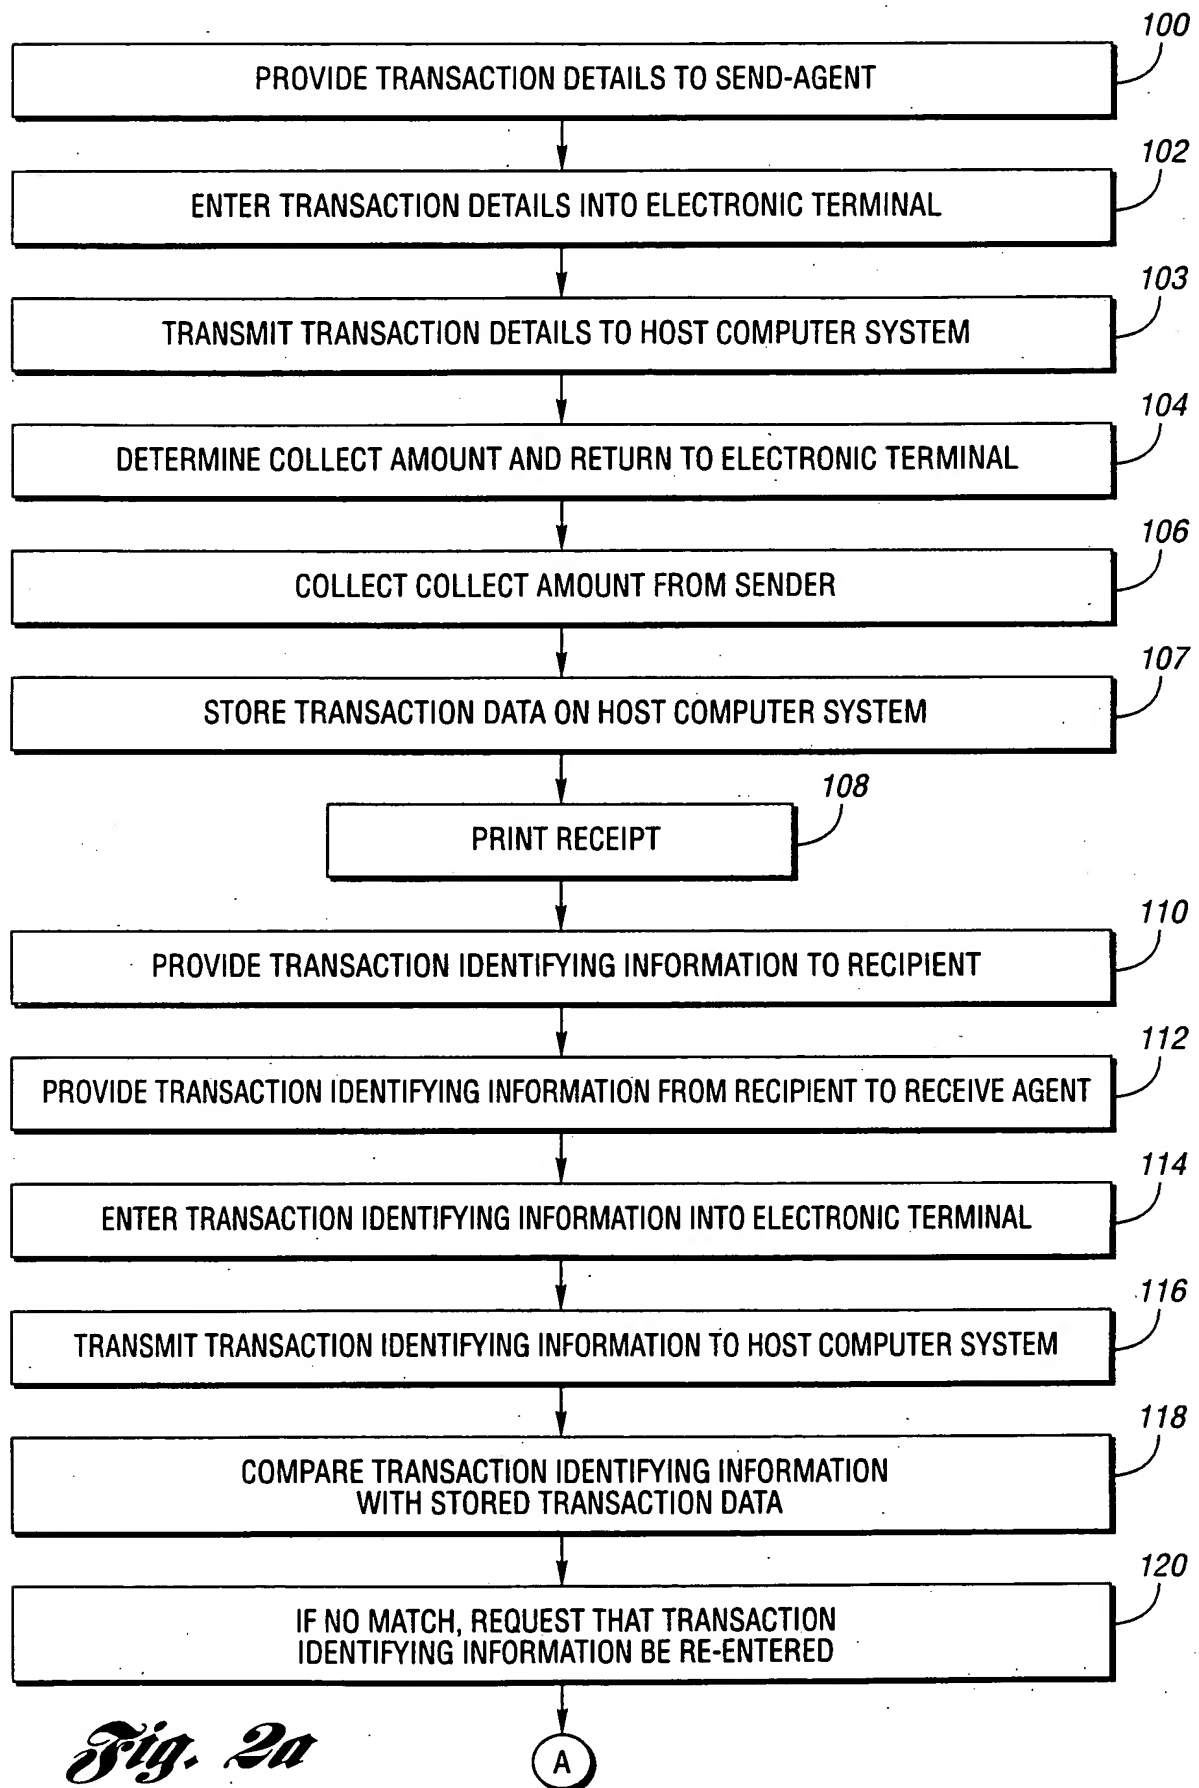 100
PROVIDE TRANSACTION DETAILS TO SEND-AGENT
102
ENTER TRANSACTION DETAILS INTO ELECTRONIC TERMINAL
103
TRANSMIT TRANSACTION DETAILS TO HOST COMPUTER SYSTEM
104
DETERMINE COLLECT AMOUNT AND RETURN TO ELECTRONIC TERMINAL
106
COLLECT COLLECT AMOUNT FROM SENDER
107
STORE TRANSACTION DATA ON HOST COMPUTER SYSTEM
108
PRINT RECEIPT
110
PROVIDE TRANSACTION IDENTIFYING INFORMATION TO RECIPIENT
112
PROVIDE TRANSACTION IDENTIFYING INFORMATION FROM RECIPIENT TO RECEIVE AGENT
114
ENTER TRANSACTION IDENTIFYING INFORMATION INTO ELECTRONIC TERMINAL
116
TRANSMIT TRANSACTION IDENTIFYING INFORMATION TO HOST COMPUTER SYSTEM
118
COMPARE TRANSACTION IDENTIFYING INFORMATION
WITH STORED TRANSACTION DATA
120
IF NO MATCH, REQUEST THAT TRANSACTION
IDENTIFYING INFORMATION BE RE-ENTERED
Fig. 2a
A